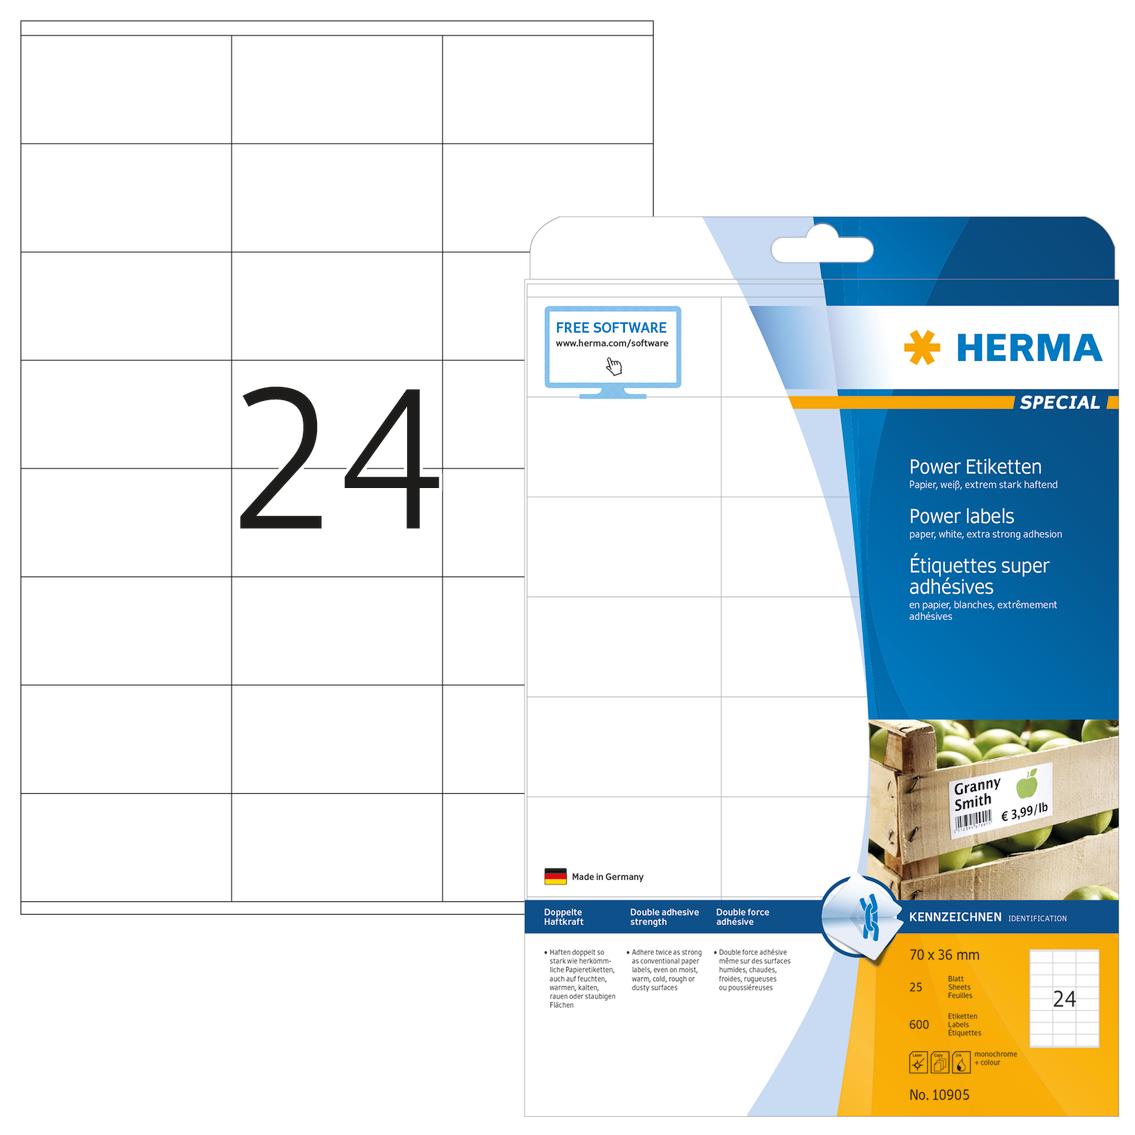 24
FREE SOFTWARE
www.herma.com/software
HERMA
SPECIAL
Power Etiketten
Papier, weiß, extrem stark haftend
Power labels
paper, white, extra strong adhesion
Étiquettes super
adhésives
en papier, blanches, extrêmement
adhésives
Granny
Smith
€ 3,99/lb
Made in Germany
Doppelte
Haftkraft
Double adhesive
strength
Double force
adhésive
KENNZEICHNEN IDENTIFICATION
• Haften doppelt so
stark wie herkömm-
liche Papieretiketten,
auch auf feuchten,
warmen, kalten,
rauen oder staubigen
Flächen
• Adhere twice as strong
as conventional paper
labels, even on moist,
warm, cold, rough or
dusty surfaces
• Double force adhésive
même sur des surfaces
humides, chaudes,
froides, rugueuses
ou poussiéreuses
70 x 36 mm
25
Blatt
Sheets
Feuilles
24
600
Etiketten
Labels
Étiquettes
Laser
Copy
Ink
monochrome
+ colour
No. 10905